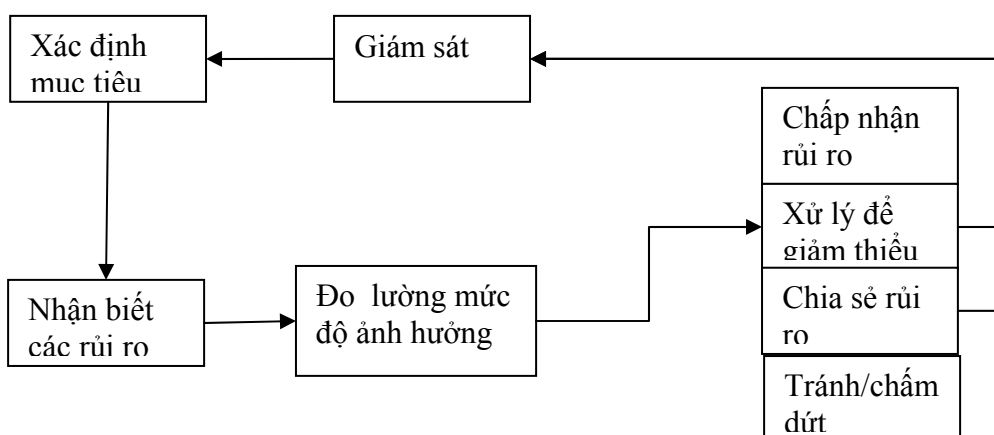 Xác định
mục tiêu
Giám sát
Chấp nhận
rủi ro
Xử lý để
giảm thiểu
Chia sẻ rủi
ro
Tránh/chấm
dứt
Nhận biết
các rủi ro
Đo lường mức
độ ảnh hưởng